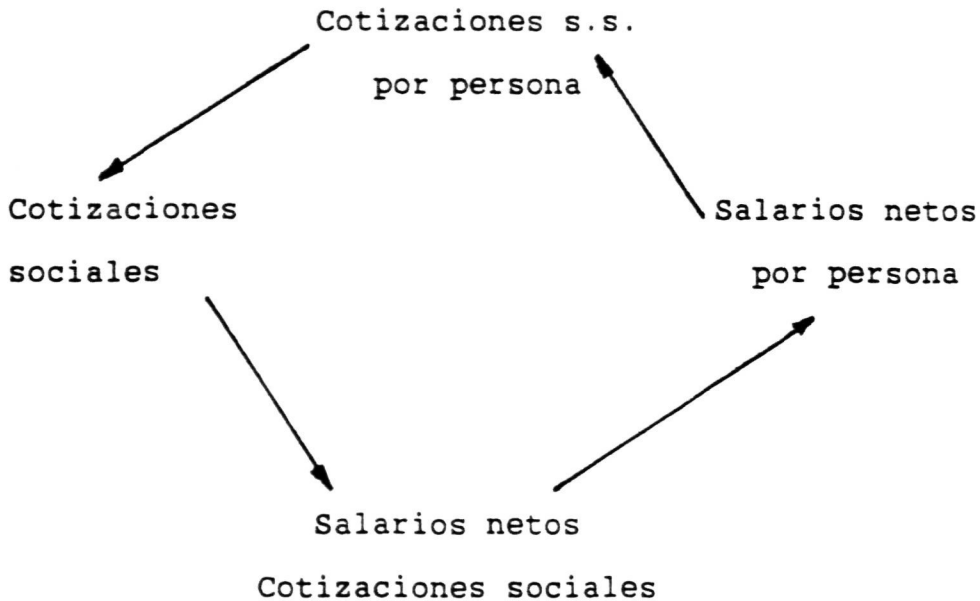 Cotizaciones s.s.
por persona
Cotizaciones
sociales
Salarios netos
por persona
Salarios netos
Cotizaciones sociales